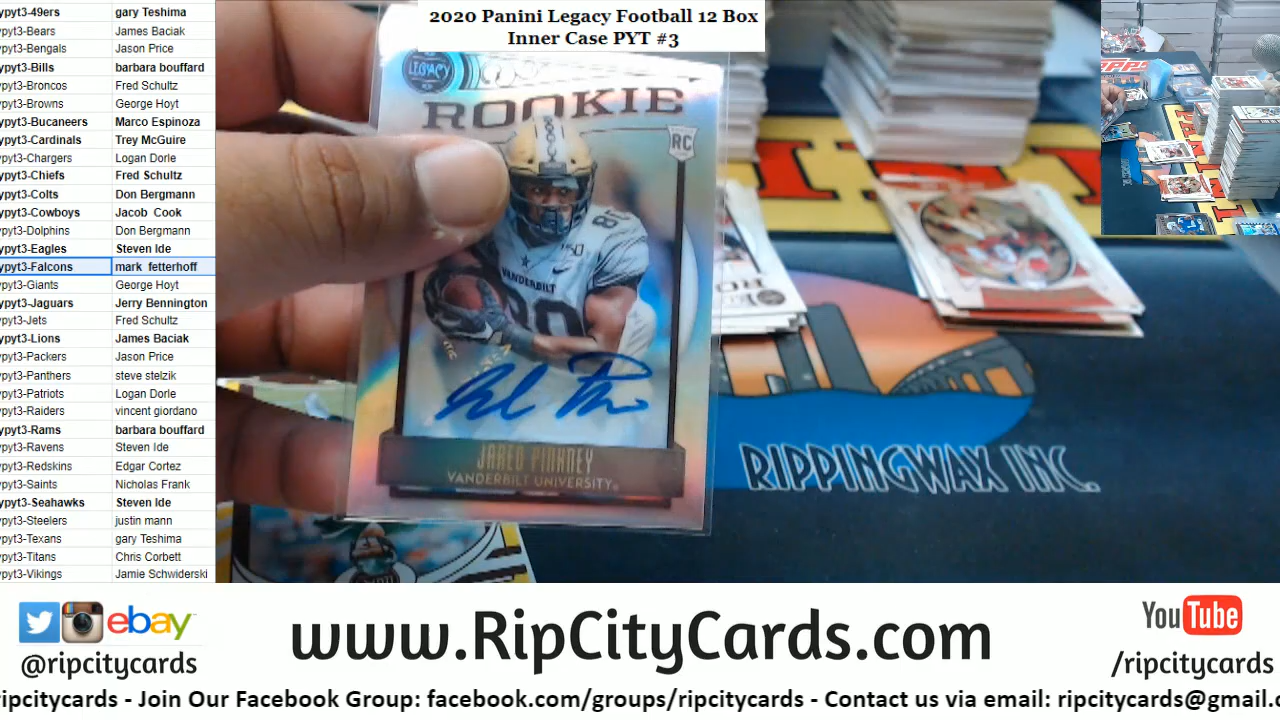 2020 Panini Legacy Football 12 Box
Inner Case PYT #3
ypyt3-49ers gary Teshima
ypyt3-Bears James Baciak
ypyt3-Bengals Jason Price
ypyt3-Bills barbara bouffard
ypyt3-Broncos Fred Schultz
ypyt3-Browns George Hoyt
ypyt3-Bucaneers Marco Espinoza
ypyt3-Cardinals Trey McGuire
ypyt3-Chargers Logan Dorle
ypyt3-Chiefs Fred Schultz
ypyt3-Colts Don Bergmann
ypyt3-Cowboys Jacob Cook
ypyt3-Dolphins Don Bergmann
ypyt3-Eagles Steven Ide
ypyt3-Falcons mark fetterhoff
ypyt3-Giants George Hoyt
ypyt3-Jaguars Jerry Bennington
ypyt3-Jets Fred Schultz
ypyt3-Lions James Baciak
ypyt3-Packers Jason Price
ypyt3-Panthers steve stelzik
ypyt3-Patriots Logan Dorle
ypyt3-Raiders vincent giordano
ypyt3-Rams barbara bouffard
ypyt3-Ravens Steven Ide
ypyt3-Redskins Edgar Cortez
ypyt3-Saints Nicholas Frank
ypyt3-Seahawks Steven Ide
ypyt3-Steelers justin mann
ypyt3-Texans gary Teshima
ypyt3-Titans Chris Corbett
ypyt3-Vikings Jamie Schwiderski
LEGACY
ROOKIE
RC
150
VANDERBILT
80
JARED PINKNEY
VANDERBILT UNIVERSITY®
RIPPINGWAX INC.
ebay
@ripcitycards
www.RipCityCards.com
YouTube
/ripcitycards
ripcitycards - Join Our Facebook Group: facebook.com/groups/ripcitycards - Contact us via email: ripcitycards@gmail.c